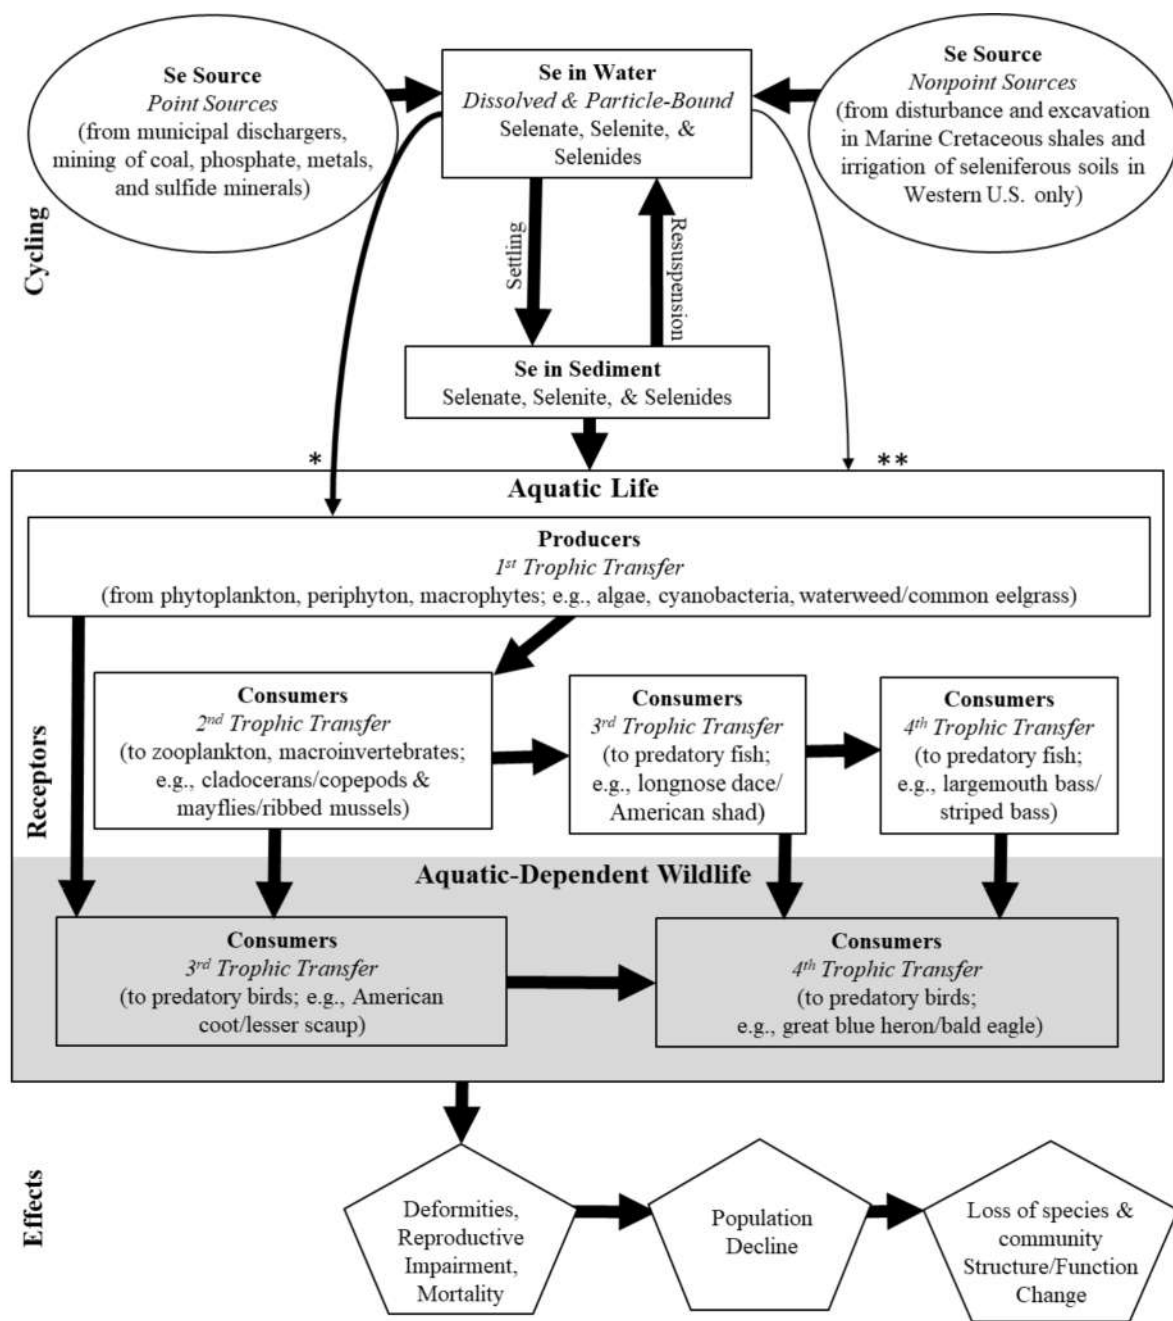 Se Source
Point Sources
(from municipal dischargers,
mining of coal, phosphate, metals,
and sulfide minerals)
Se in Water
Dissolved & Particle-Bound
Selenate, Selenite, &
Selenides
Se Source
Nonpoint Sources
(from disturbance and excavation
in Marine Cretaceous shales and
irrigation of seleniferous soils in
Western U.S. only)
Cycling
Settling
Resuspension
Se in Sediment
Selenate, Selenite, & Selenides
*
**
Aquatic Life
Producers
1st Trophic Transfer
(from phytoplankton, periphyton, macrophytes; e.g., algae, cyanobacteria, waterweed/common eelgrass)
Receptors
Consumers
2nd Trophic Transfer
(to zooplankton, macroinvertebrates;
e.g., cladocerans/copepods &
mayflies/ribbed mussels)
Consumers
3rd Trophic Transfer
(to predatory fish;
e.g., longnose dace/
American shad)
Consumers
4th Trophic Transfer
(to predatory fish;
e.g., largemouth bass/
striped bass)
Aquatic-Dependent Wildlife
Consumers
3rd Trophic Transfer
(to predatory birds; e.g., American
coot/lesser scaup)
Consumers
4th Trophic Transfer
(to predatory birds;
e.g., great blue heron/bald eagle)
Effects
Deformities,
Reproductive
Impairment,
Mortality
Population
Decline
Loss of species &
community
Structure/Function
Change